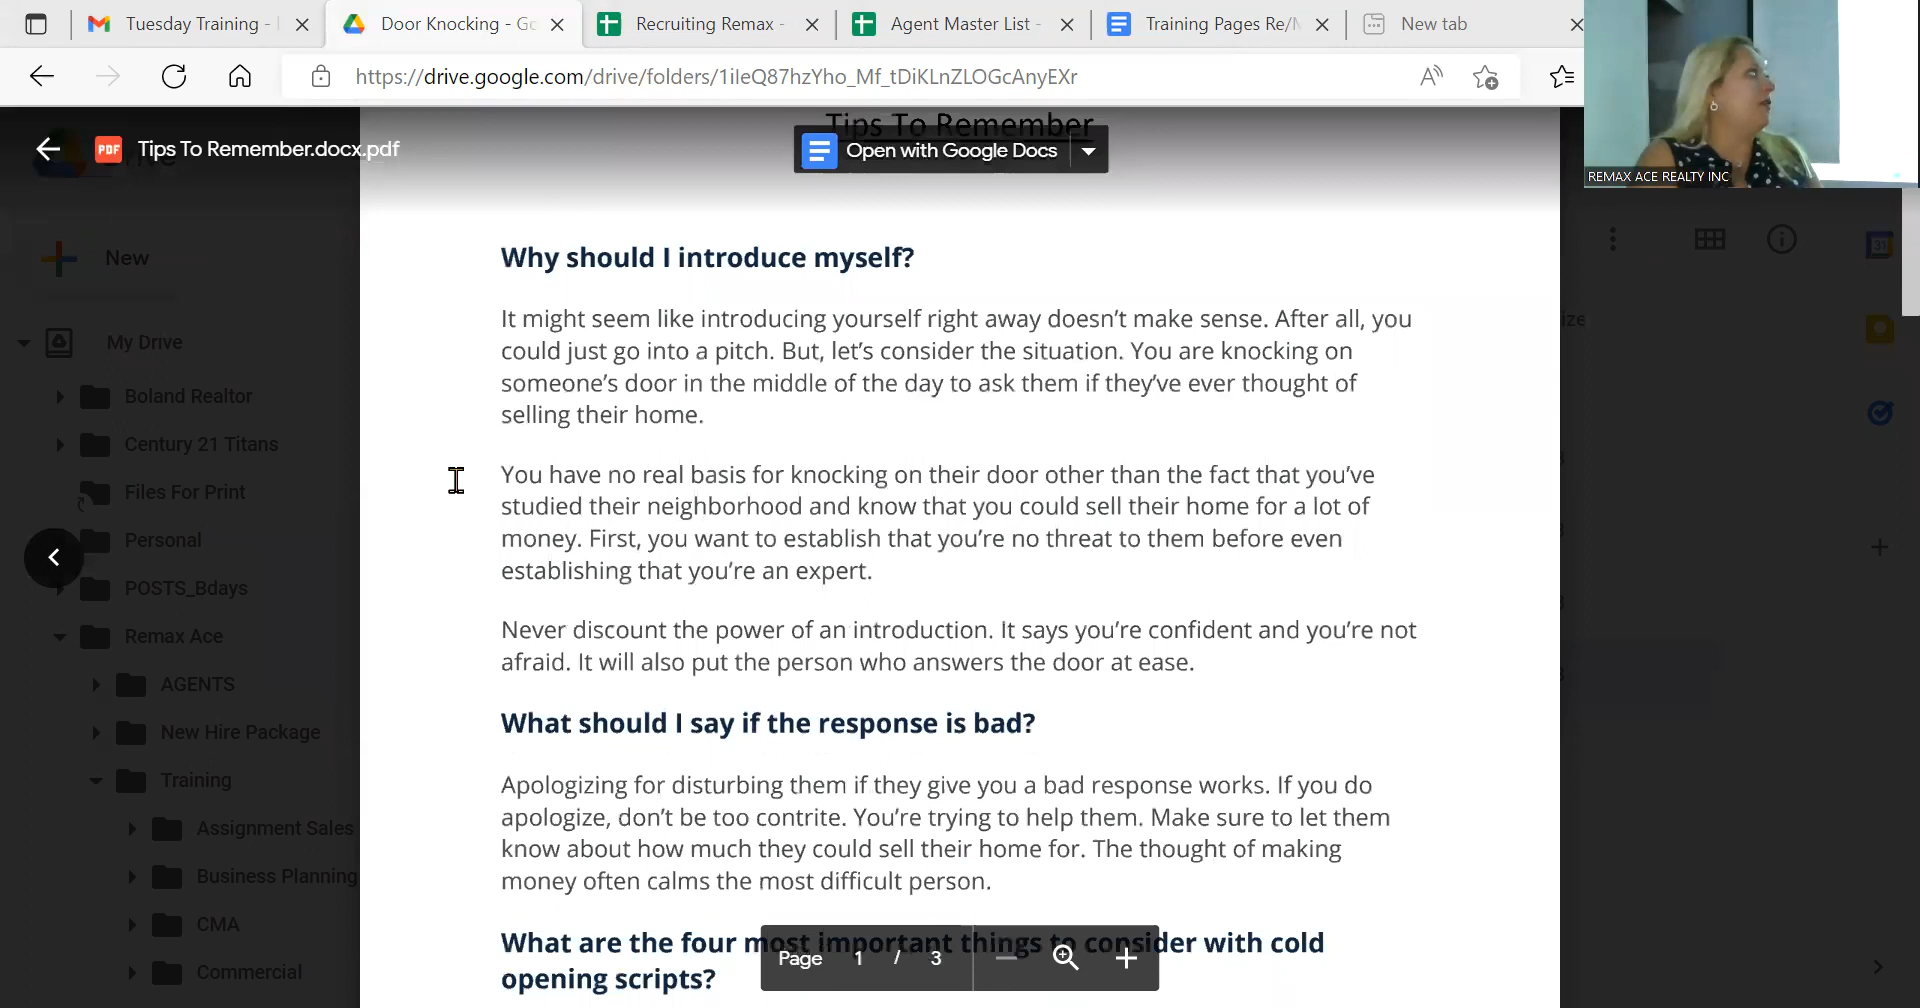 Tuesday Training -
Door Knocking - Go
Recruiting Remax -
Agent Master List -
Training Pages Re/M
New tab
https://drive.google.com/drive/folders/1iIeQ87hzYho_Mf_tDiKLnZLOGcAnyEXr
REMAX ACE REALTY INC
Tips To Remember
PDF
Tips To Remember.docx.pdf
Open with Google Docs
New
My Drive
Boland Realtor
Century 21 Titans
Files For Print
Personal
POSTS_Bdays
Remax Ace
AGENTS
New Hire Package
Training
Assignment Sales
Business Planning
CMA
Commercial
Why should I introduce myself?
It might seem like introducing yourself right away doesn’t make sense. After all, you
could just go into a pitch. But, let’s consider the situation. You are knocking on
someone’s door in the middle of the day to ask them if they’ve ever thought of
selling their home.
You have no real basis for knocking on their door other than the fact that you’ve
studied their neighborhood and know that you could sell their home for a lot of
money. First, you want to establish that you’re no threat to them before even
establishing that you’re an expert.
Never discount the power of an introduction. It says you’re confident and you’re not
afraid. It will also put the person who answers the door at ease.
What should I say if the response is bad?
Apologizing for disturbing them if they give you a bad response works. If you do
apologize, don’t be too contrite. You’re trying to help them. Make sure to let them
know about how much they could sell their home for. The thought of making
money often calms the most difficult person.
What are the four most important things to consider with cold
opening scripts?
Page 1 / 3
31